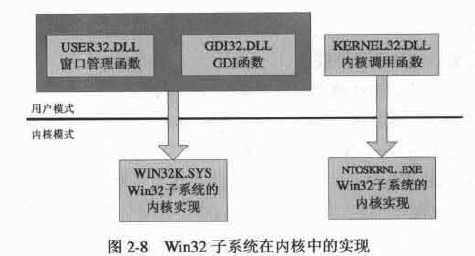 USER32.DLL
窗口管理函数
GDI32.DLL
GDI函数
KERNEL32.DLL
内核调用函数
用户模式
内核模式
WIN32K.SYS
Win32子系统的
内核实现
NTOSKRNL.EXE
Win32子系统的
内核实现
图 2-8 Win32 子系统在内核中的实现